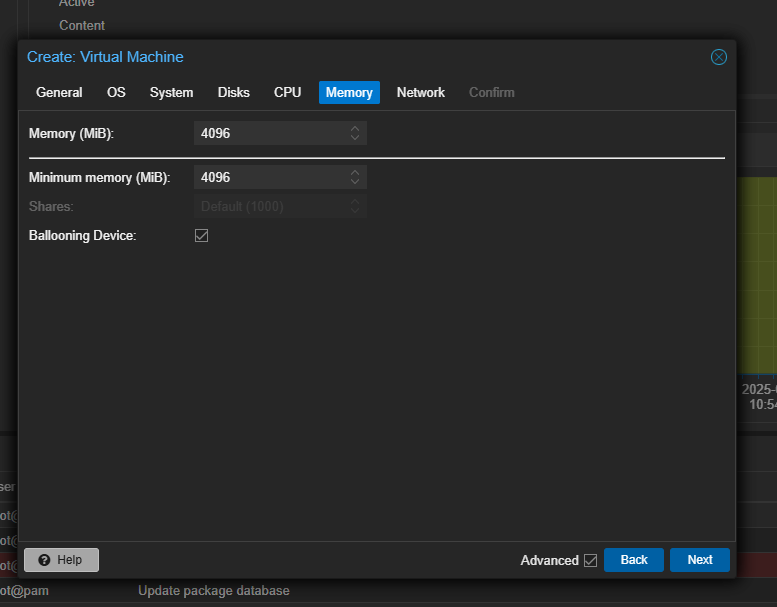 Active
Content
Create: Virtual Machine
General OS System Disks CPU Memory Network Confirm
Memory (MiB): 4096
Minimum memory (MiB): 4096
Shares: Default (1000)
Ballooning Device:
2025-
10:54
ser
ot@
ot@
ot@
Help Advanced Back Next
ot@pam Update package database